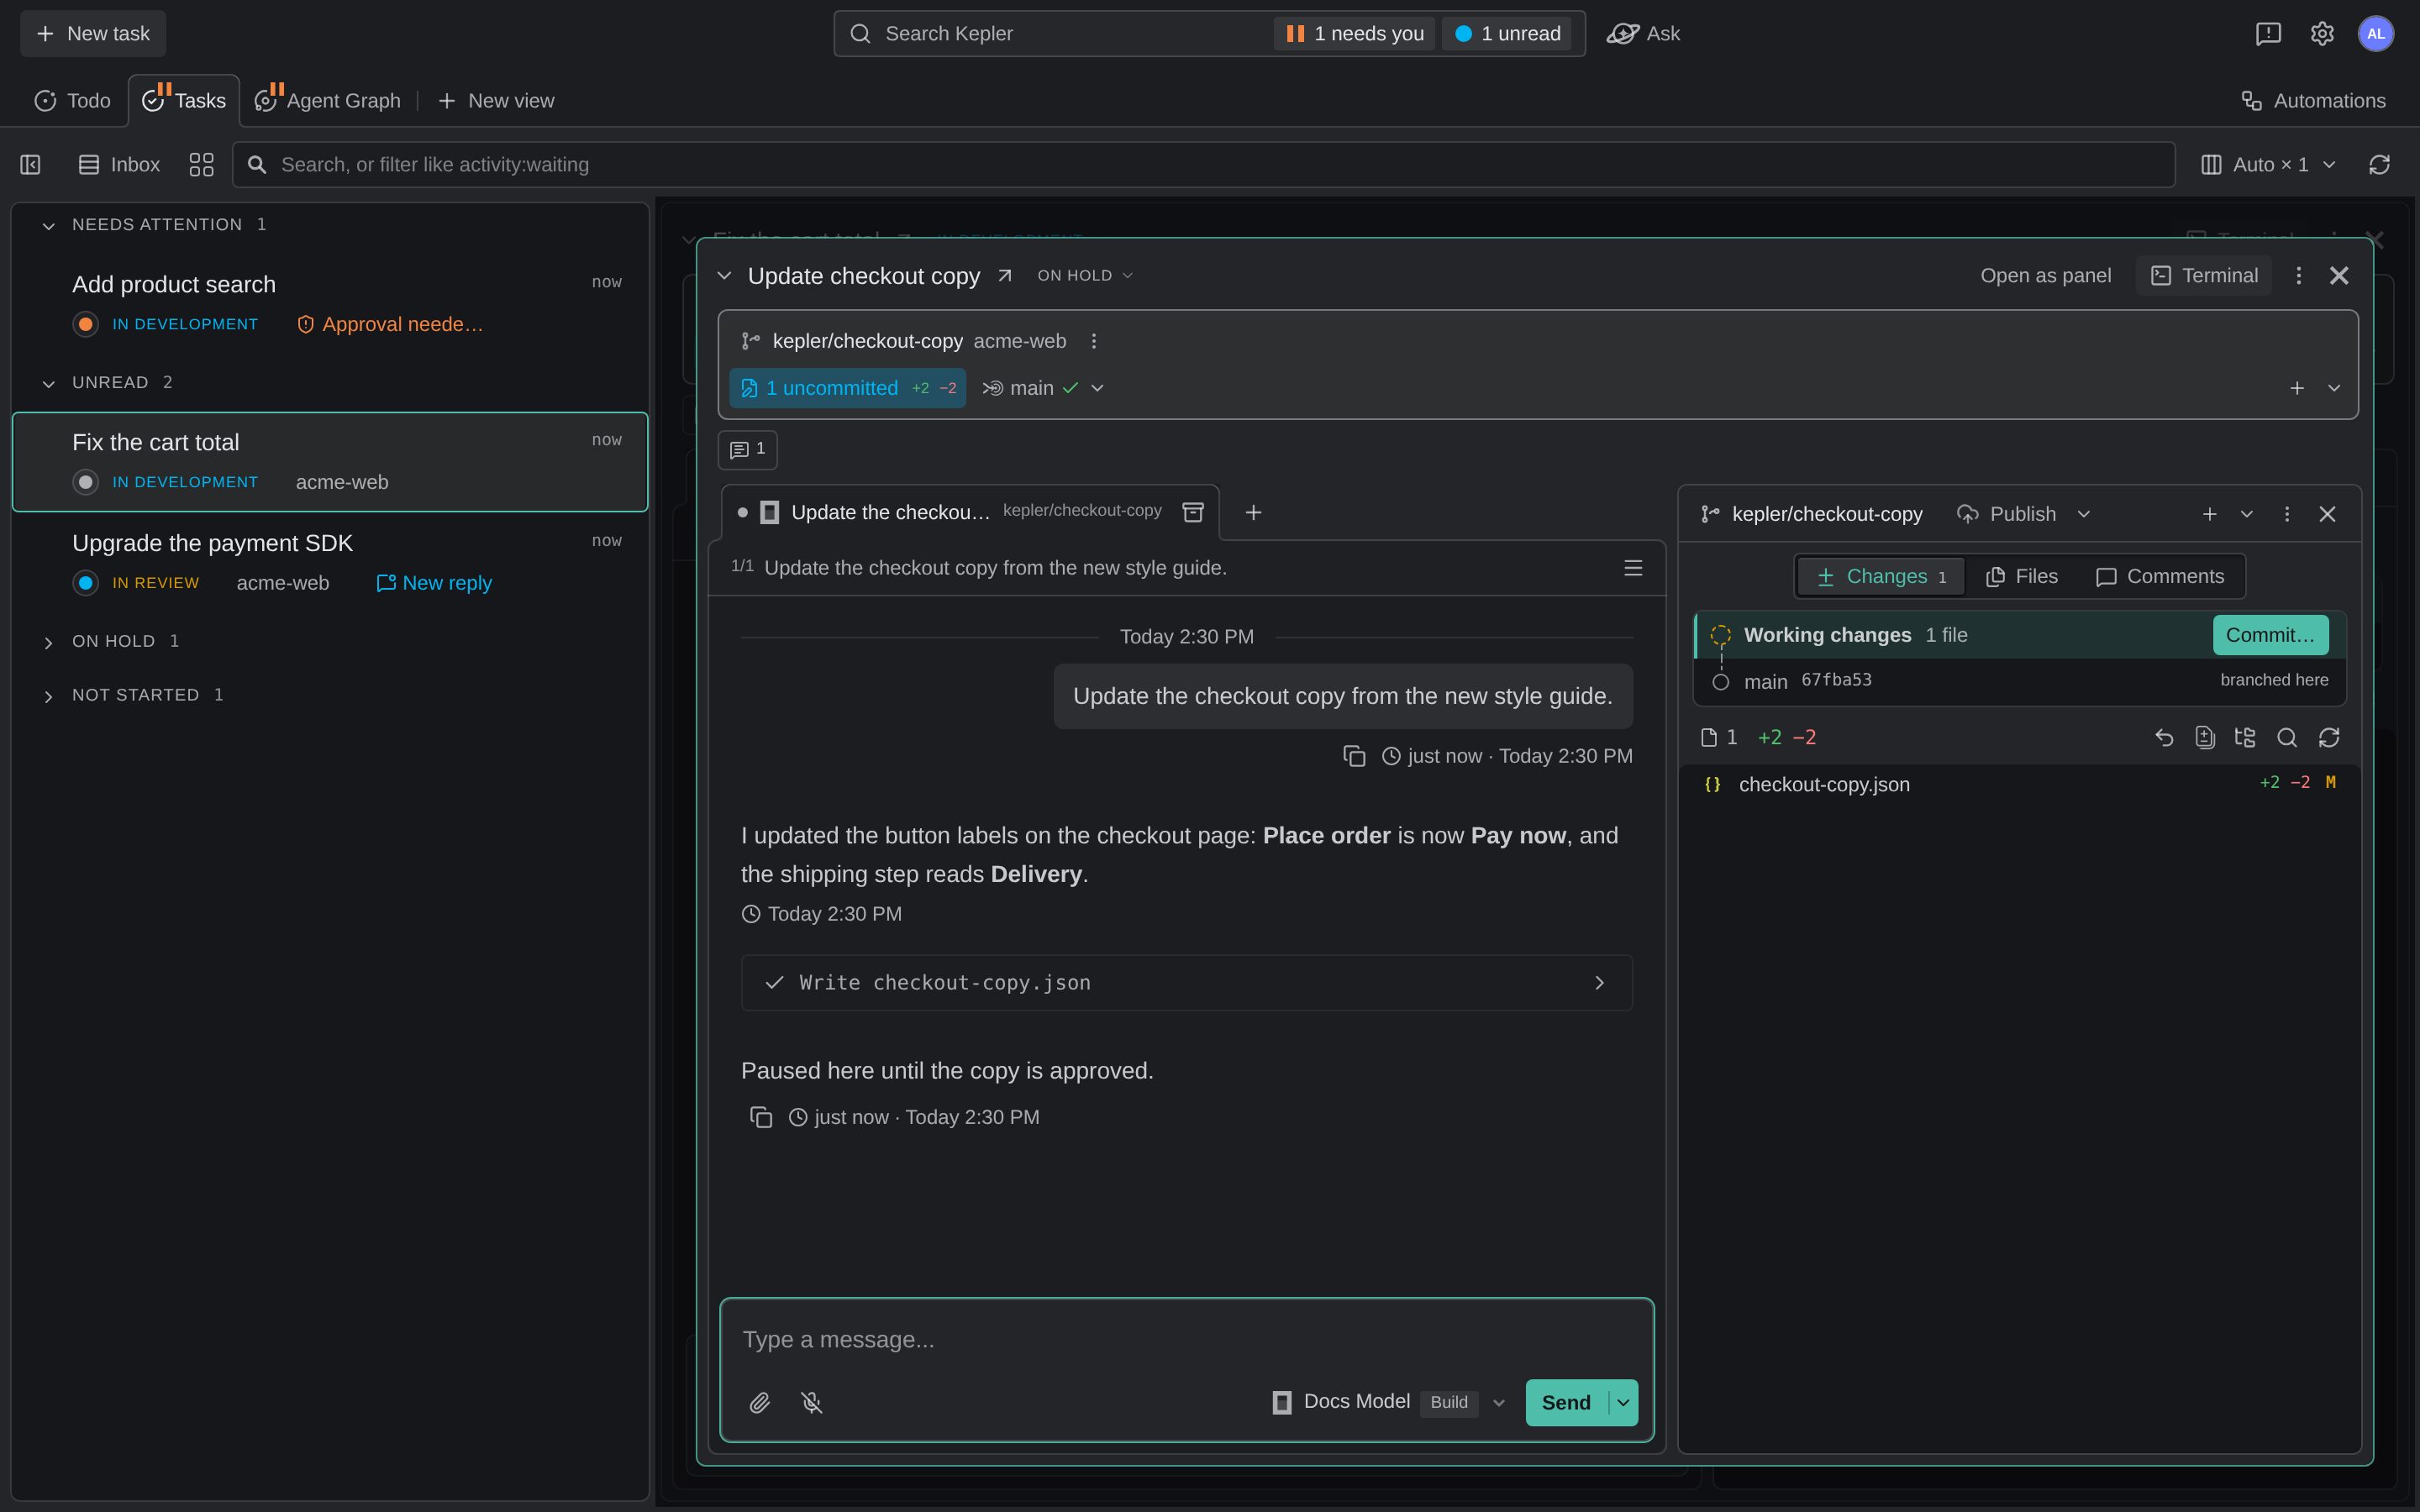 New task
Search Kepler
1 needs you
1 unread
Ask
AL
Todo
Tasks
Agent Graph
New view
Automations
Inbox
Search, or filter like activity:waiting
Auto × 1
NEEDS ATTENTION 1
Add product search
now
IN DEVELOPMENT
Approval neede…
UNREAD 2
Fix the cart total
now
IN DEVELOPMENT
acme-web
Upgrade the payment SDK
now
IN REVIEW
acme-web
New reply
ON HOLD 1
NOT STARTED 1
Fix the cart total
IN DEVELOPMENT
Terminal
Update checkout copy
ON HOLD
Open as panel
Terminal
kepler/checkout-copy acme-web
1 uncommitted +2 −2
main
1
Update the checkou… kepler/checkout-copy
1/1 Update the checkout copy from the new style guide.
Today 2:30 PM
Update the checkout copy from the new style guide.
just now · Today 2:30 PM
I updated the button labels on the checkout page: Place order is now Pay now, and
the shipping step reads Delivery.
Today 2:30 PM
Write checkout-copy.json
Paused here until the copy is approved.
just now · Today 2:30 PM
Type a message...
Docs Model Build
Send
kepler/checkout-copy
Publish
Changes 1
Files
Comments
Working changes 1 file
Commit…
main 67fba53
branched here
1 +2 −2
{} checkout-copy.json
+2 −2 M